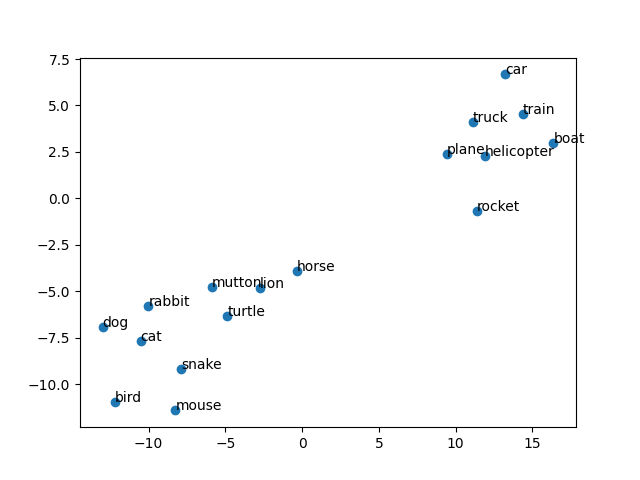 7.5
car
5.0
train
truck
boat
2.5
plane
helicopter
0.0
rocket
−2.5
horse
mutton
lion
−5.0
rabbit
turtle
dog
−7.5
cat
snake
−10.0
bird
mouse
−10 −5 0 5 10 15